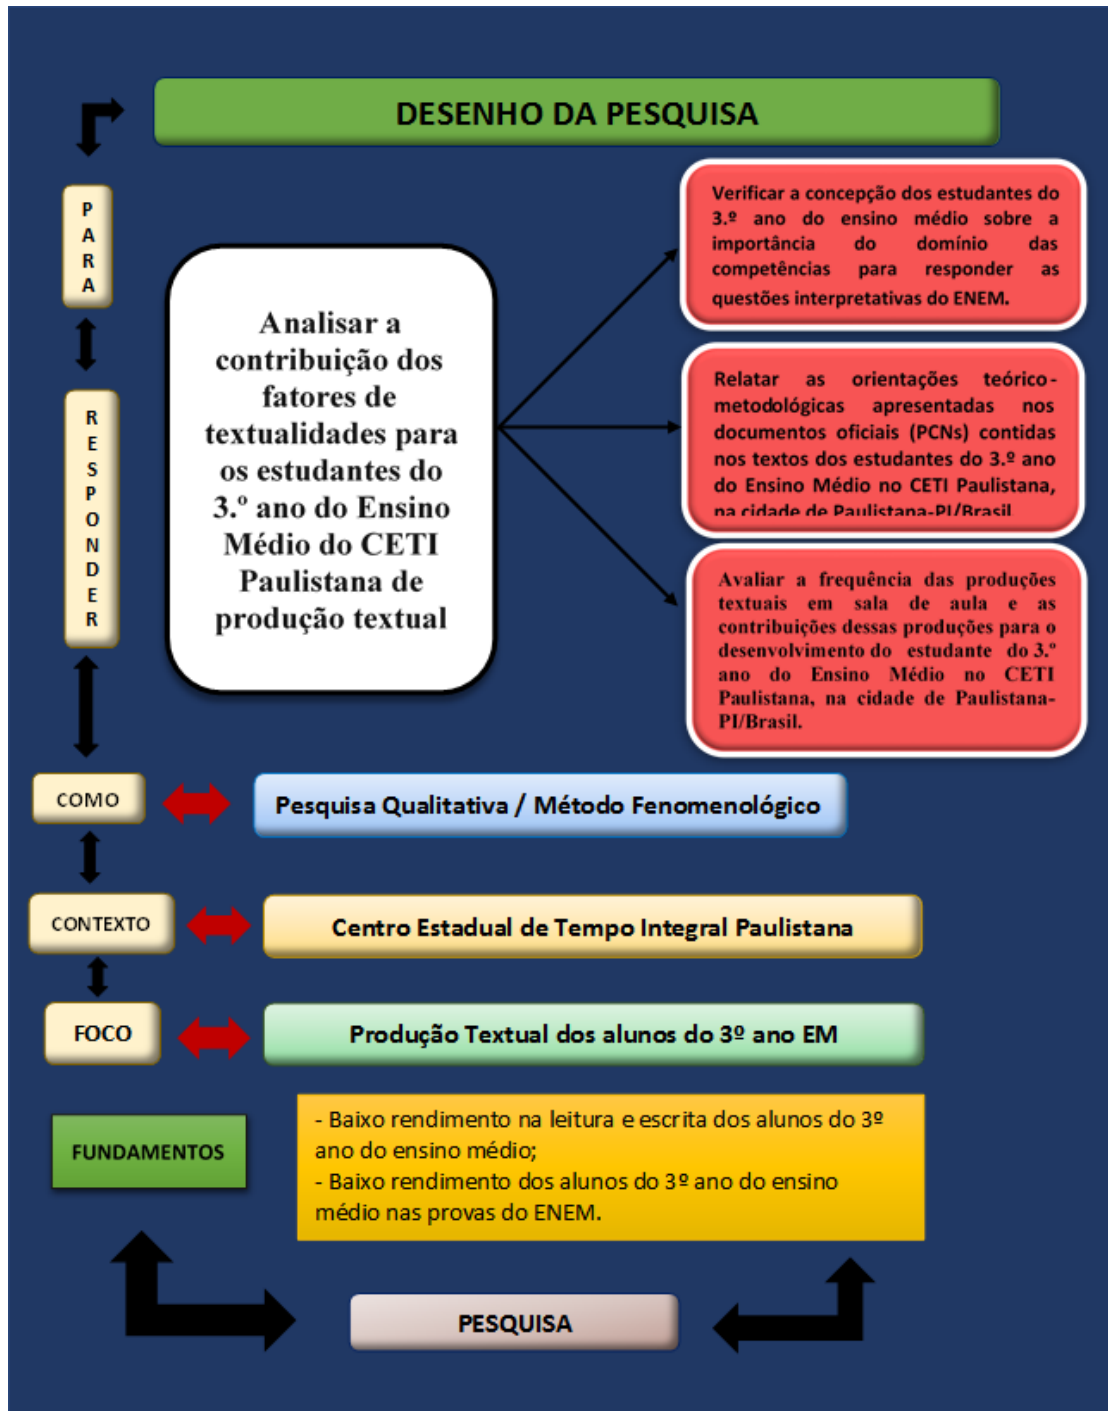 DESENHO DA PESQUISA
P
A
R
A
R
E
S
P
O
N
D
E
R
Analisar a
contribuição dos
fatores de
textualidades para
os estudantes do
3.º ano do Ensino
Médio do CETI
Paulistana de
produção textual
Verificar a concepção dos estudantes do
3.º ano do ensino médio sobre a
importância do domínio das
competências para responder as
questões interpretativas do ENEM.
Relatar as orientações teórico-
metodológicas apresentadas nos
documentos oficiais (PCNs) contidas
nos textos dos estudantes do 3.º ano
do Ensino Médio no CETI Paulistana,
na cidade de Paulistana-PI/Brasil
Avaliar a frequência das produções
textuais em sala de aula e as
contribuições dessas produções para o
desenvolvimento do estudante do 3.º
ano do Ensino Médio no CETI
Paulistana, na cidade de Paulistana-
PI/Brasil.
COMO
Pesquisa Qualitativa / Método Fenomenológico
CONTEXTO
Centro Estadual de Tempo Integral Paulistana
FOCO
Produção Textual dos alunos do 3º ano EM
FUNDAMENTOS
- Baixo rendimento na leitura e escrita dos alunos do 3º
ano do ensino médio;
- Baixo rendimento dos alunos do 3º ano do ensino
médio nas provas do ENEM.
PESQUISA